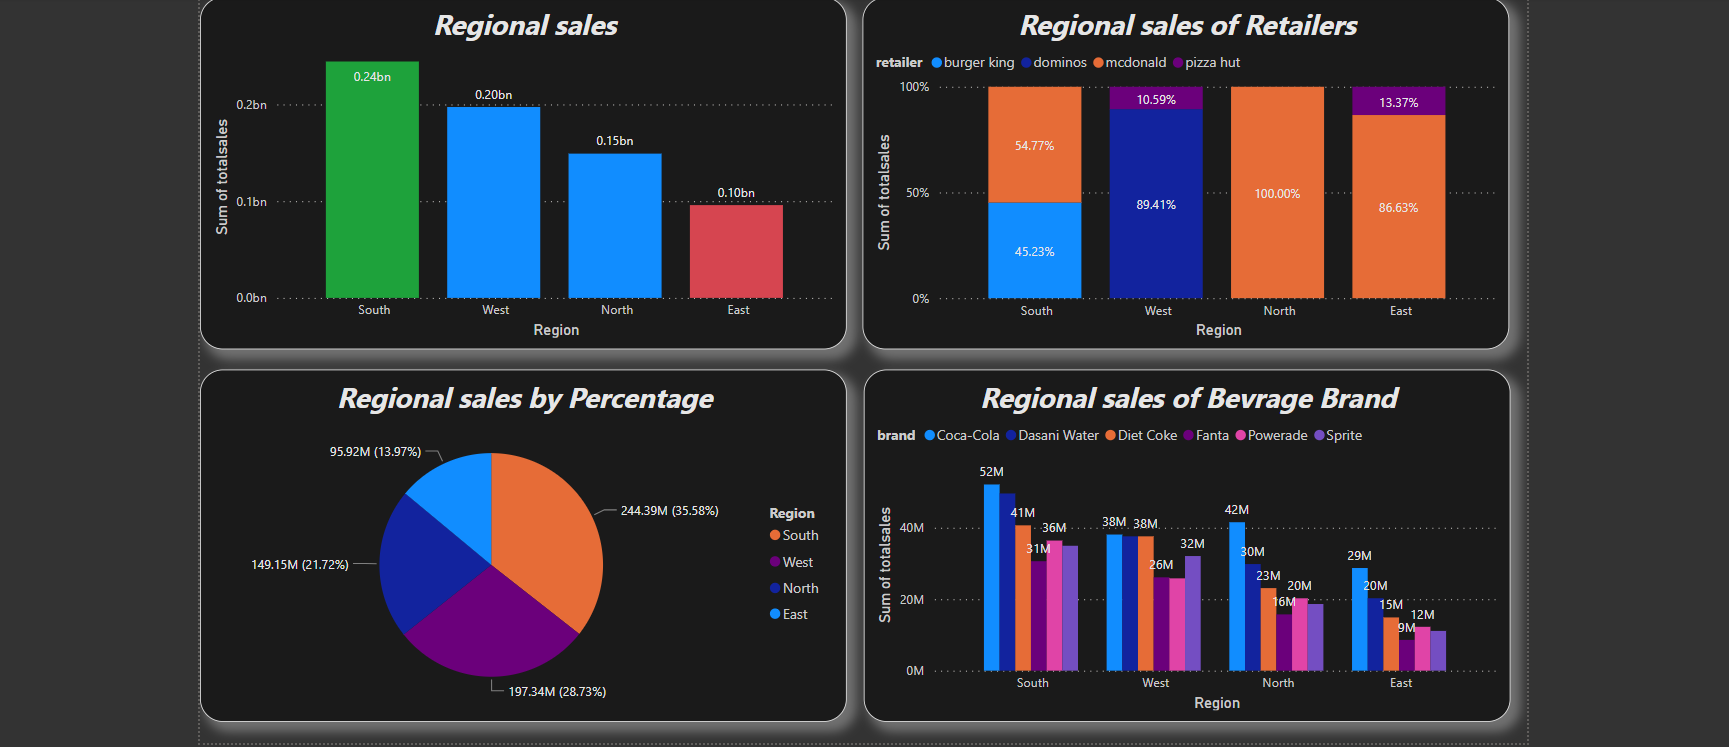 Regional sales
Sum of totalsales
0.2bn
0.1bn
0.0bn
0.24bn
0.20bn
0.15bn
0.10bn
South West North East
Region
Regional sales of Retailers
retailer burger king dominos mcdonald pizza hut
Sum of totalsales
100%
50%
0%
54.77%
45.23%
10.59%
89.41%
100.00%
13.37%
86.63%
South West North East
Region
Regional sales by Percentage
95.92M (13.97%)
244.39M (35.58%)
149.15M (21.72%)
197.34M (28.73%)
Region
South
West
North
East
Regional sales of Bevrage Brand
brand Coca-Cola Dasani Water Diet Coke Fanta Powerade Sprite
Sum of totalsales
40M
20M
0M
52M
41M
31M
36M
38M
38M
26M
32M
42M
30M
23M
16M
20M
29M
20M
15M
9M
12M
South West North East
Region